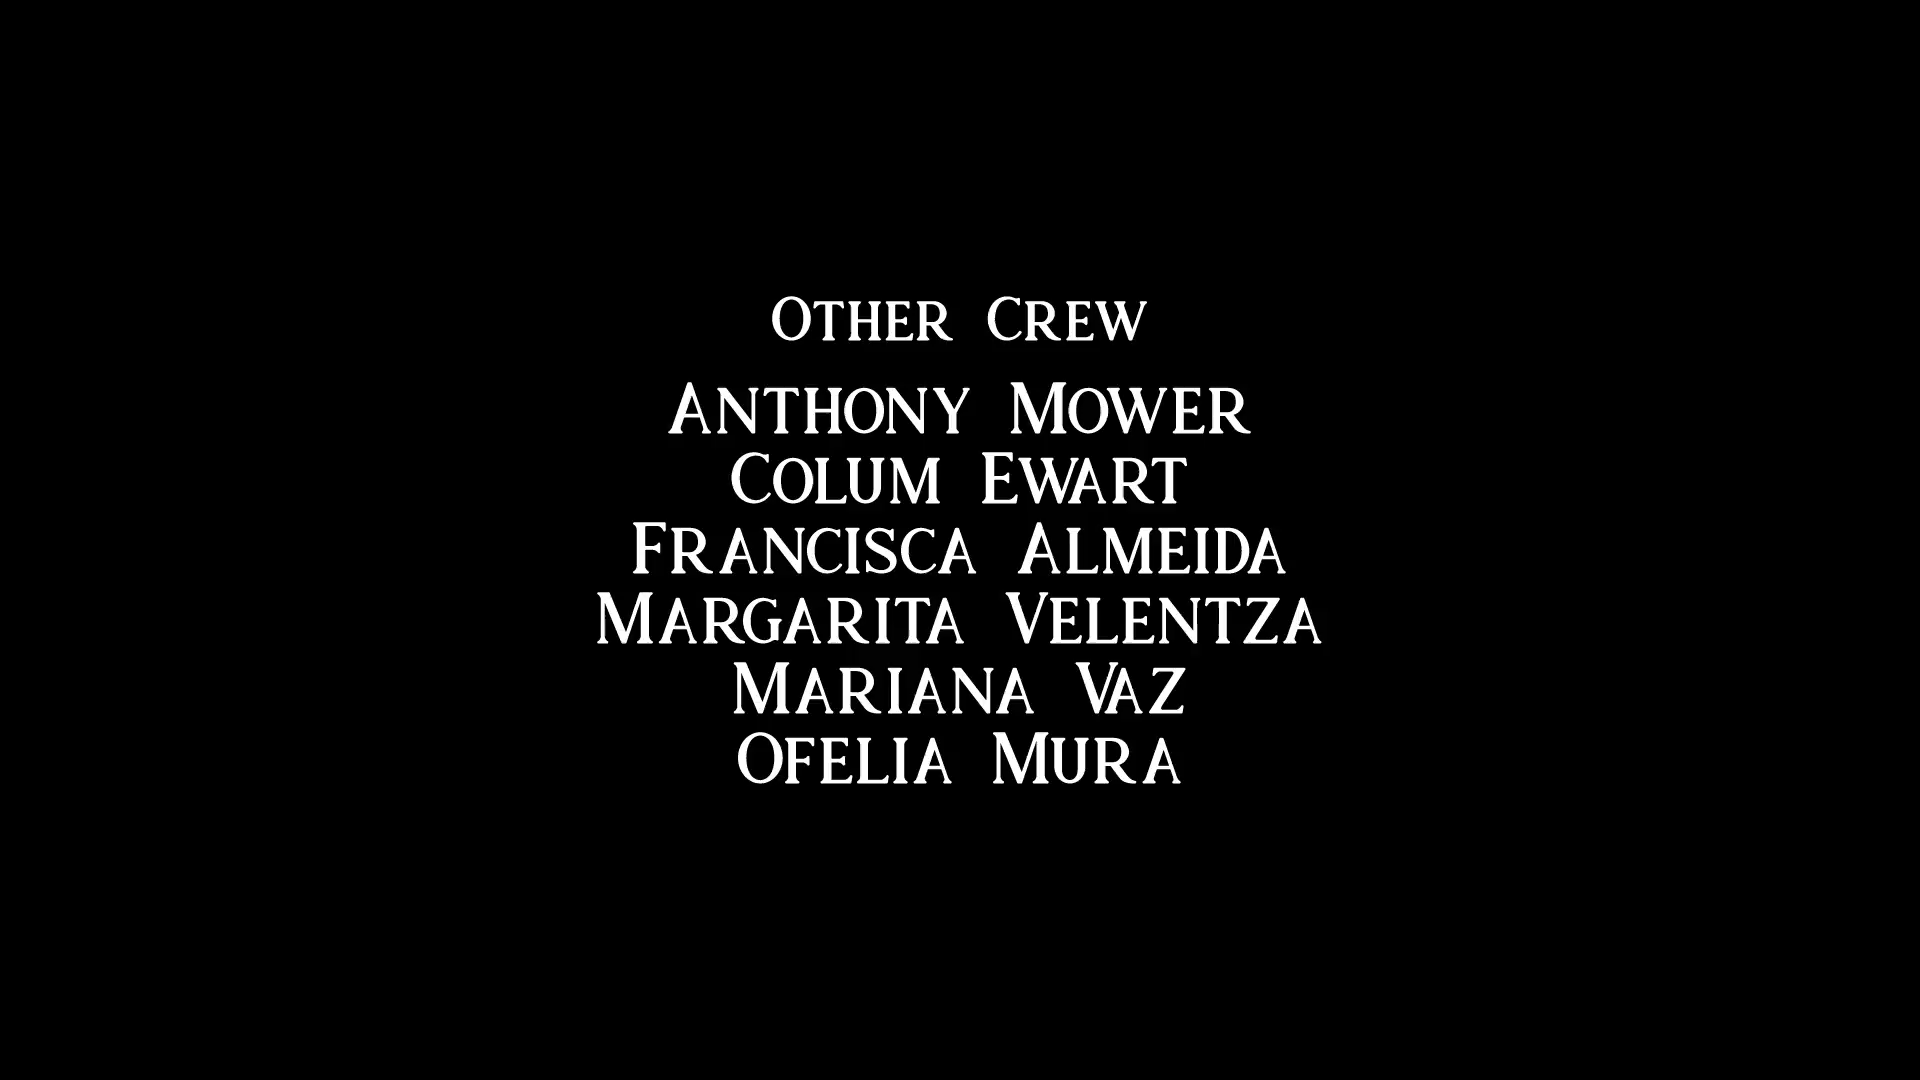 Other Crew
Anthony Mower
Colum Ewart
Francisca Almeida
Margarita Velentza
Mariana Vaz
Ofelia Mura